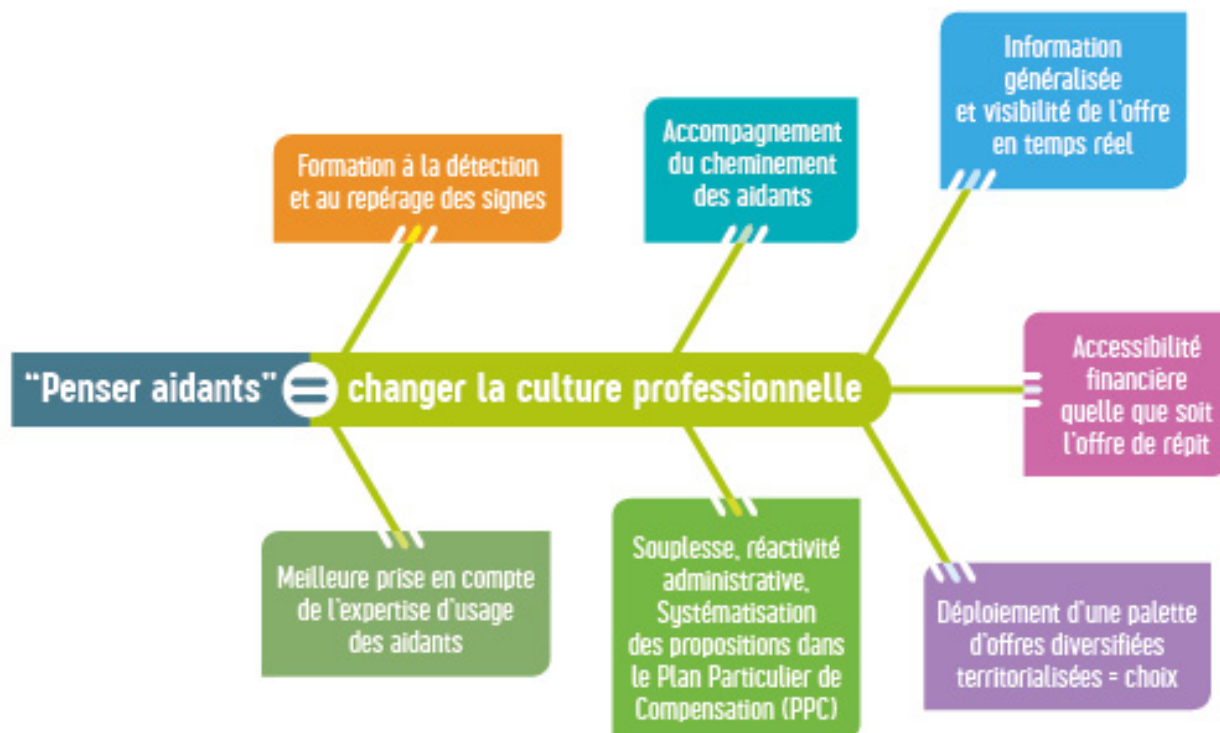 Information
généralisée
et visibilité de l'offre
en temps réel
Accompagnement
du cheminement
des aidants
Formation à la détection
et au repérage des signes
"Penser aidants" = changer la culture professionnelle
Accessibilité
financière
quelle que soit
l'offre de répit
Meilleure prise en compte
de l'expertise d'usage
des aidants
Souplesse, réactivité
administrative,
Systématisation
des propositions dans
le Plan Particulier de
Compensation (PPC)
Déploiement d'une palette
d'offres diversifiées
territorialisées = choix